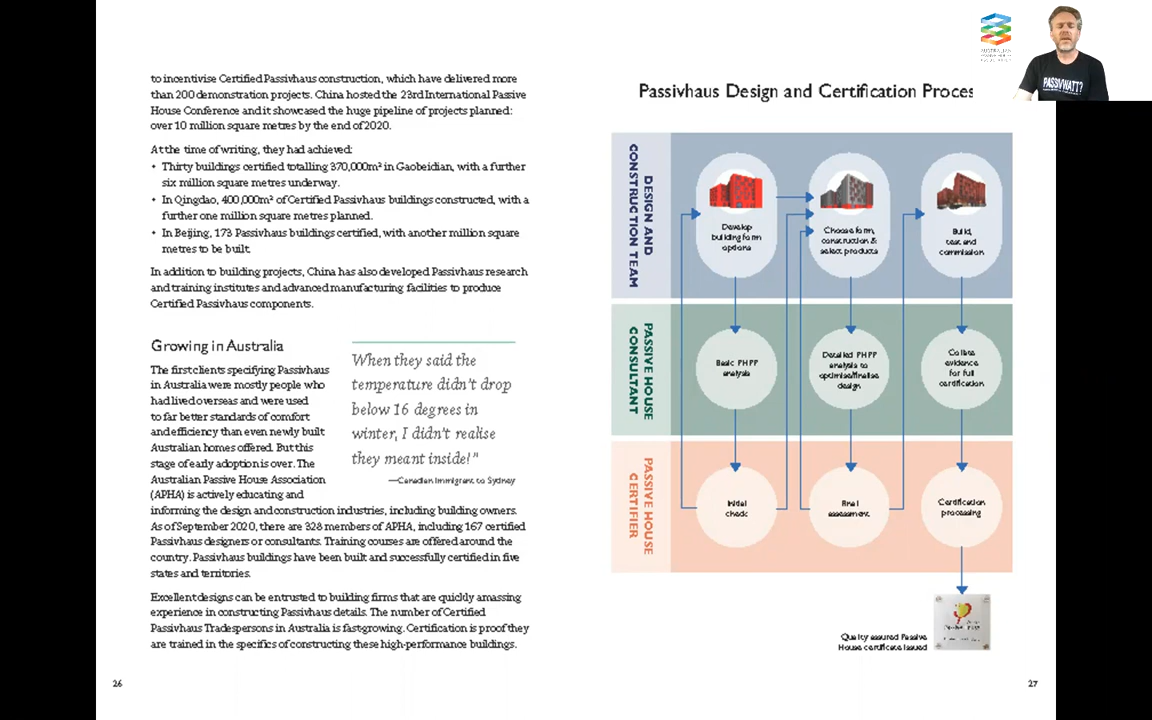 to incentivise Certified Passivhaus construction, which have delivered more
than 200 demonstration projects. China hosted the 23rd International Passive
House Conference and it showcased the huge pipeline of projects planned:
over 10 million square metres by the end of 2020.
At the time of writing, they had achieved:
• Thirty buildings certified totalling 370,000m² in Gaobeidian, with a further
six million square metres underway.
• In Qingdao, 400,000m² of Certified Passivhaus buildings constructed, with a
further one million square metres planned.
• In Beijing, 173 Passivhaus buildings certified, with another million square
metres to be built.
In addition to building projects, China has also developed Passivhaus research
and training institutes and advanced manufacturing facilities to produce
Certified Passivhaus components.
Growing in Australia
The first clients specifying Passivhaus
in Australia were mostly people who
had lived overseas and were used
to far better standards of comfort
and efficiency than even newly built
Australian homes offered. But this
stage of early adoption is over. The
Australian Passive House Association
(APHA) is actively educating and
informing the design and construction industries, including building owners.
As of September 2020, there are 328 members of APHA, including 167 certified
Passivhaus designers or consultants. Training courses are offered around the
country. Passivhaus buildings have been built and successfully certified in five
states and territories.
When they said the
temperature didn't drop
below 16 degrees in
winter, I didn't realise
they meant inside!"
—Canadian Immigrant to Sydney
Excellent designs can be entrusted to building firms that are quickly amassing
experience in constructing Passivhaus details. The number of Certified
Passivhaus Tradespersons in Australia is fast-growing. Certification is proof they
are trained in the specifics of constructing these high-performance buildings.
26
Passivhaus Design and Certification Proces
DESIGN AND
CONSTRUCTION TEAM
Develop
building form
options
Choose form,
construction &
select products
Build,
test and
commission
PASSIVE HOUSE
CONSULTANT
Basic PHPP
analysis
Detailed PHPP
analysis to
optimise/finalise
design
Collate
evidence
for full
certification
PASSIVE HOUSE
CERTIFIER
Initial
check
Final
assessment
Certification
processing
Quality assured Passive
House certificate issued
27
AUSTRALIAN
PASSIVWATT?